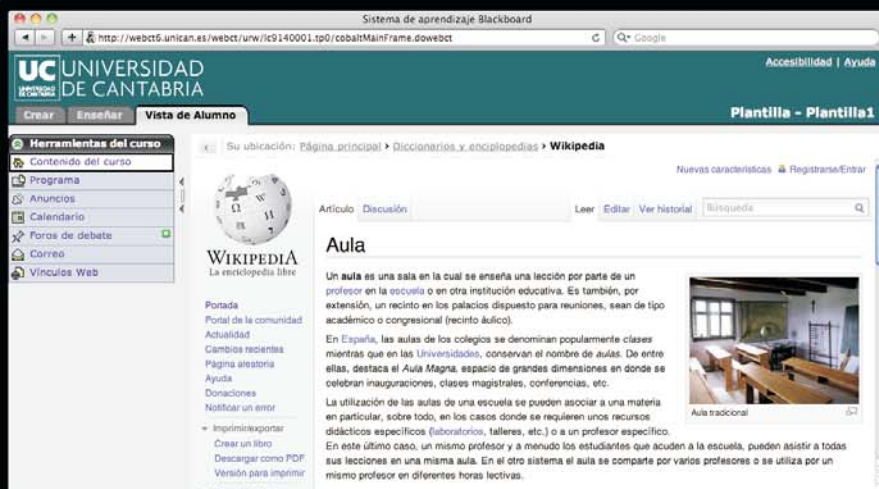 Sistema de aprendizaje Blackboard
http://webct6.unican.es/webct/urw/lc9140001.tp0/cobaltMainFrame.dowebct
Google
UC UNIVERSIDAD
DE CANTABRIA
Accesibilidad | Ayuda
Crear Enseñar Vista de Alumno
Plantilla - Plantilla1
Herramientas del curso
Contenido del curso
Programa
Anuncios
Calendario
Foros de debate
Correo
Vínculos Web
Su ubicación: Página principal › Diccionarios y enciplopedias › Wikipedia
Nuevas características Registrarse/Entrar
WIKIPEDIA
La enciclopedia libre
Artículo Discusión
Leer Editar Ver historial Búsqueda
Portada
Portal de la comunidad
Actualidad
Cambios recientes
Página aleatoria
Ayuda
Donaciones
Notificar un error
Imprimir/exportar
Crear un libro
Descargar como PDF
Versión para imprimir
Aula
Un aula es una sala en la cual se enseña una lección por parte de un
profesor en la escuela o en otra institución educativa. Es también, por
extensión, un recinto en los palacios dispuesto para reuniones, sean de tipo
académico o congresional (recinto áulico).
En España, las aulas de los colegios se denominan popularmente clases
mientras que en las Universidades, conservan el nombre de aulas. De entre
ellas, destaca el Aula Magna, espacio de grandes dimensiones en donde se
celebran inauguraciones, clases magistrales, conferencias, etc.
La utilización de las aulas de una escuela se pueden asociar a una materia
en particular, sobre todo, en los casos donde se requieren unos recursos
didácticos específicos (laboratorios, talleres, etc.) o a un profesor específico.
En este último caso, un mismo profesor y a menudo los estudiantes que acuden a la escuela, pueden asistir a todas
sus lecciones en una misma aula. En el otro sistema el aula se comparte por varios profesores o se utiliza por un
mismo profesor en diferentes horas lectivas.
Aula tradicional